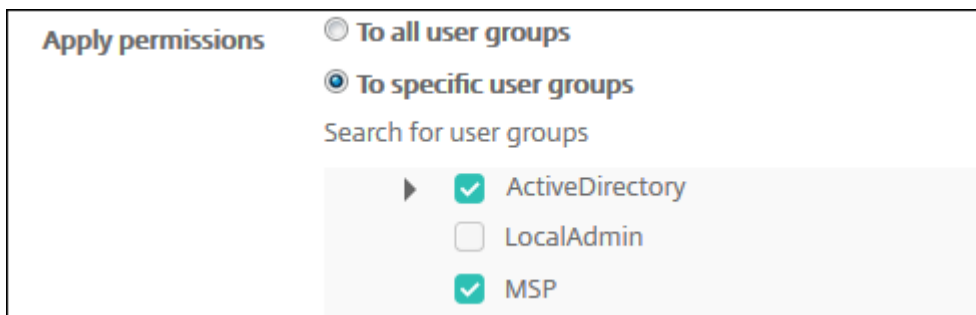 Apply permissions
To all user groups
To specific user groups
Search for user groups
ActiveDirectory
LocalAdmin
MSP